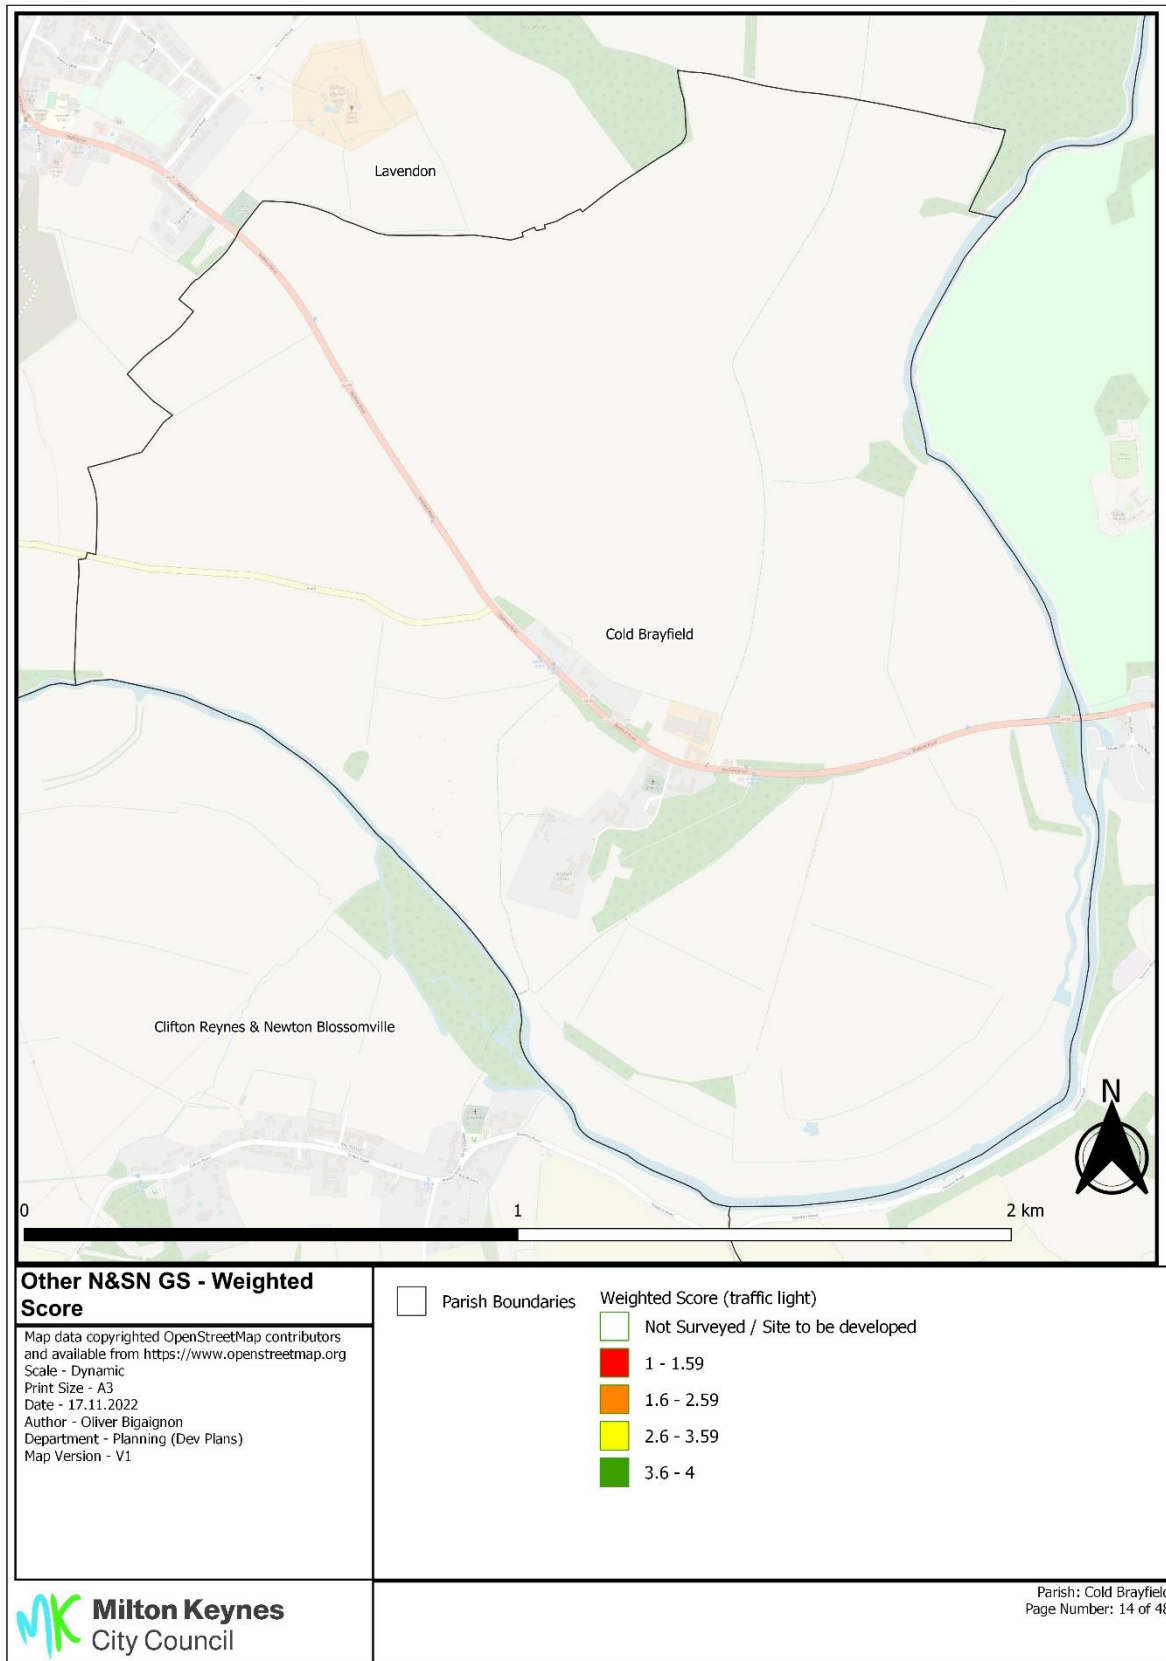 Lavendon
Cold Brayfield
Clifton Reynes & Newton Blossomville
N
0 1 2 km
Other N&SN GS - Weighted
Score
Map data copyrighted OpenStreetMap contributors
and available from https://www.openstreetmap.org
Scale - Dynamic
Print Size - A3
Date - 17.11.2022
Author - Oliver Bigaignon
Department - Planning (Dev Plans)
Map Version - V1
Parish Boundaries
Weighted Score (traffic light)
Not Surveyed / Site to be developed
1 - 1.59
1.6 - 2.59
2.6 - 3.59
3.6 - 4
MK Milton Keynes
City Council
Parish: Cold Brayfield
Page Number: 14 of 48